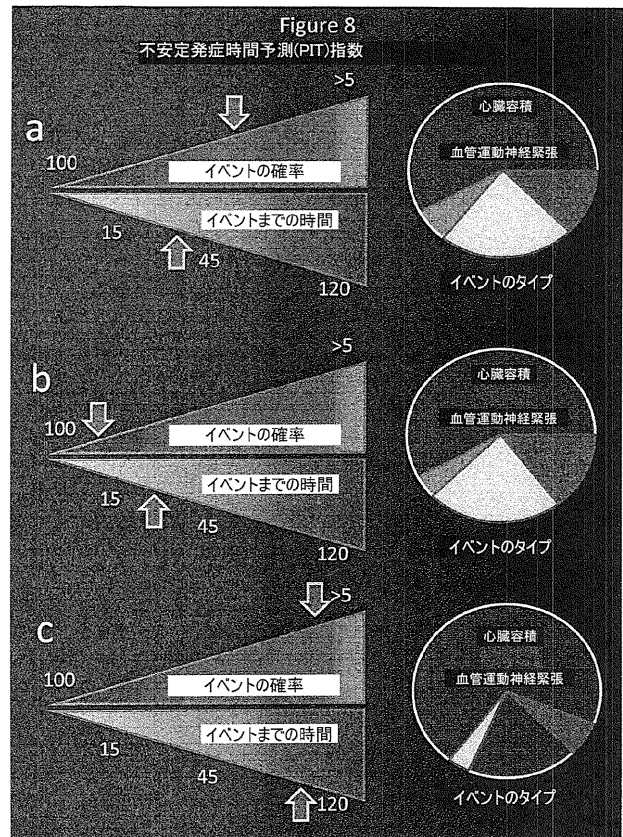 Figure 8
不安定発症時間予測(PIT)指数
a
>5
100
イベントの確率
イベントまでの時間
15
45
120
心臓容積
血管運動神経緊張
イベントのタイプ
b
>5
100
イベントの確率
イベントまでの時間
15
45
120
心臓容積
血管運動神経緊張
イベントのタイプ
c
>5
100
イベントの確率
イベントまでの時間
15
45
120
心臓容積
血管運動神経緊張
イベントのタイプ